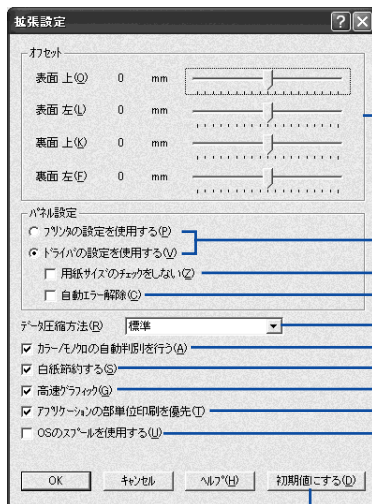 拡張設定
オフセット
表面 上(O) 0 mm
表面 左(L) 0 mm
裏面 上(K) 0 mm
裏面 左(F) 0 mm
パネル設定
プリンタの設定を使用する(P)
ドライバの設定を使用する(V)
用紙サイズのチェックをしない(Z)
自動エラー解除(C)
データ圧縮方法(R) 標準
カラー/モノクロの自動判別を行う(A)
白紙節約する(S)
高速グラフィック(G)
アプリケーションの部単位印刷を優先(T)
OSのスプールを使用する(U)
OK キャンセル ヘルプ(H) 初期値にする(D)